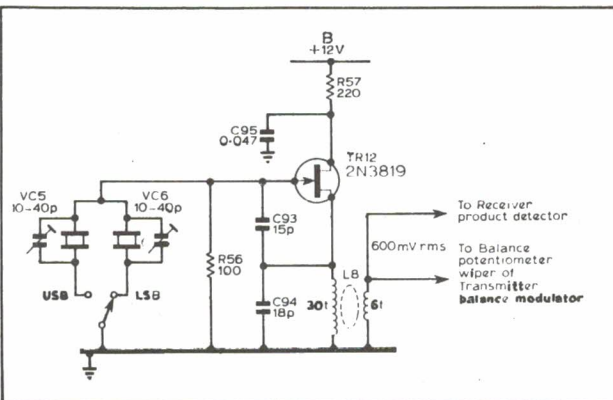 B
+12V
R57
220
C95
0·047
TR12
2N3819
VC5
10-40p
VC6
10-40p
C93
15p
To Receiver
product detector
600mV rms
To Balance
potentiometer
wiper of
Transmitter
balance modulator
R56
100
L8
USB
LSB
C94
18p
30t
6t